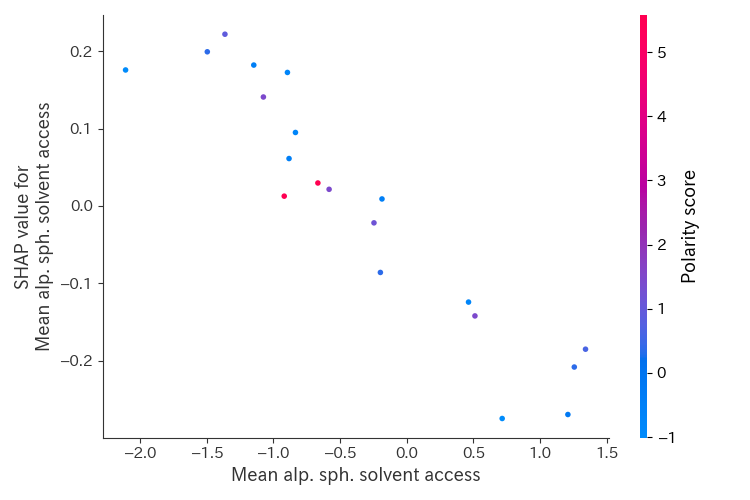 SHAP value for
Mean alp. sph. solvent access
0.2
0.1
0.0
−0.1
−0.2
−2.0 −1.5 −1.0 −0.5 0.0 0.5 1.0 1.5
Mean alp. sph. solvent access
5
4
3
2
1
0
−1
Polarity score